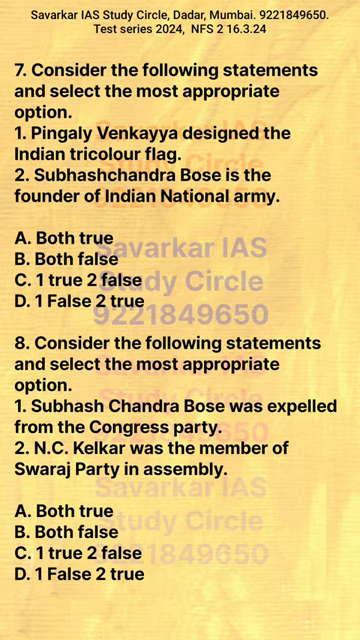 Savarkar IAS Study Circle, Dadar, Mumbai. 9221849650.
Test series 2024, NFS 2 16.3.24
7. Consider the following statements
and select the most appropriate
option.
1. Pingaly Venkayya designed the
Indian tricolour flag.
2. Subhashchandra Bose is the
founder of Indian National army.
A. Both true
B. Both false
C. 1 true 2 false
D. 1 False 2 true
Savarkar IAS
Study Circle
9221849650
8. Consider the following statements
and select the most appropriate
option.
1. Subhash Chandra Bose was expelled
from the Congress party.
2. N.C. Kelkar was the member of
Swaraj Party in assembly.
A. Both true
B. Both false
C. 1 true 2 false
D. 1 False 2 true
Savarkar IAS
Study Circle
9221849650